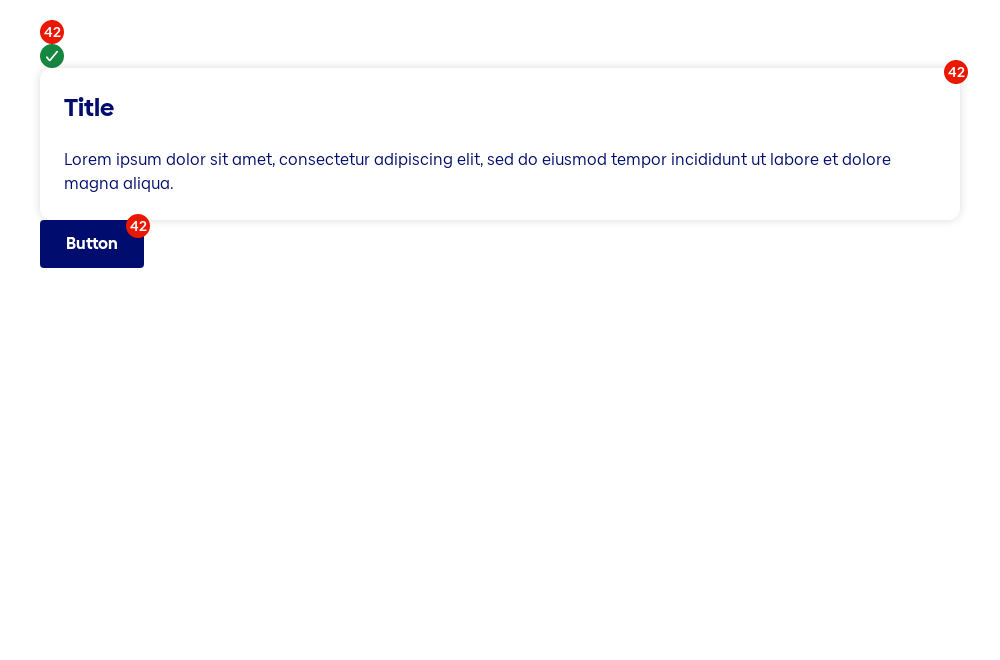 42
42
Title
Lorem ipsum dolor sit amet, consectetur adipiscing elit, sed do eiusmod tempor incididunt ut labore et dolore
magna aliqua.
42
Button